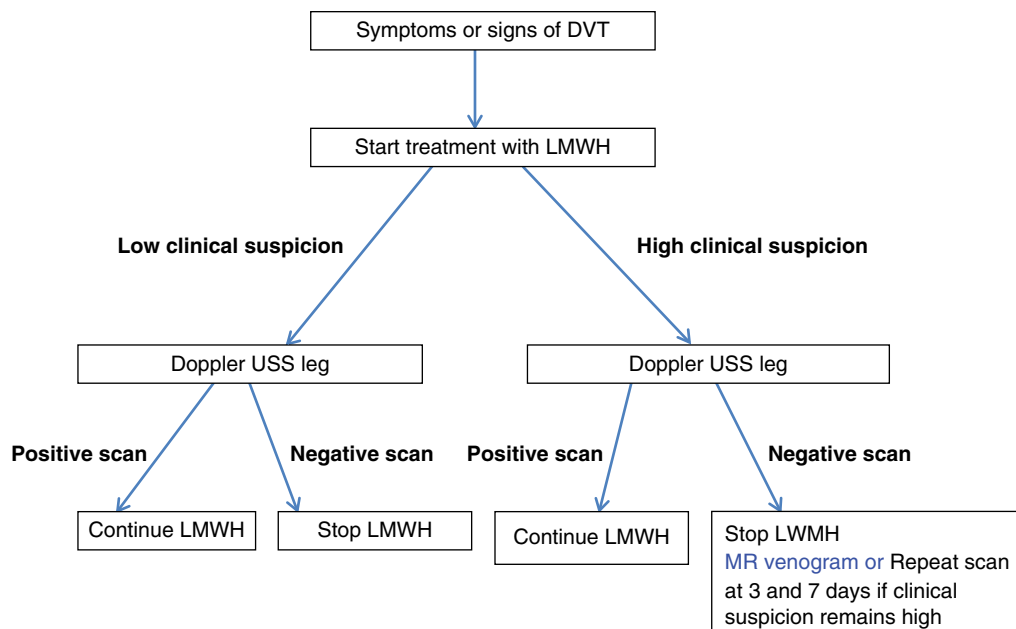 Symptoms or signs of DVT
Start treatment with LMWH
Low clinical suspicion
High clinical suspicion
Doppler USS leg
Doppler USS leg
Positive scan
Negative scan
Positive scan
Negative scan
Continue LMWH
Stop LMWH
Continue LMWH
Stop LWMH
MR venogram or Repeat scan
at 3 and 7 days if clinical
suspicion remains high